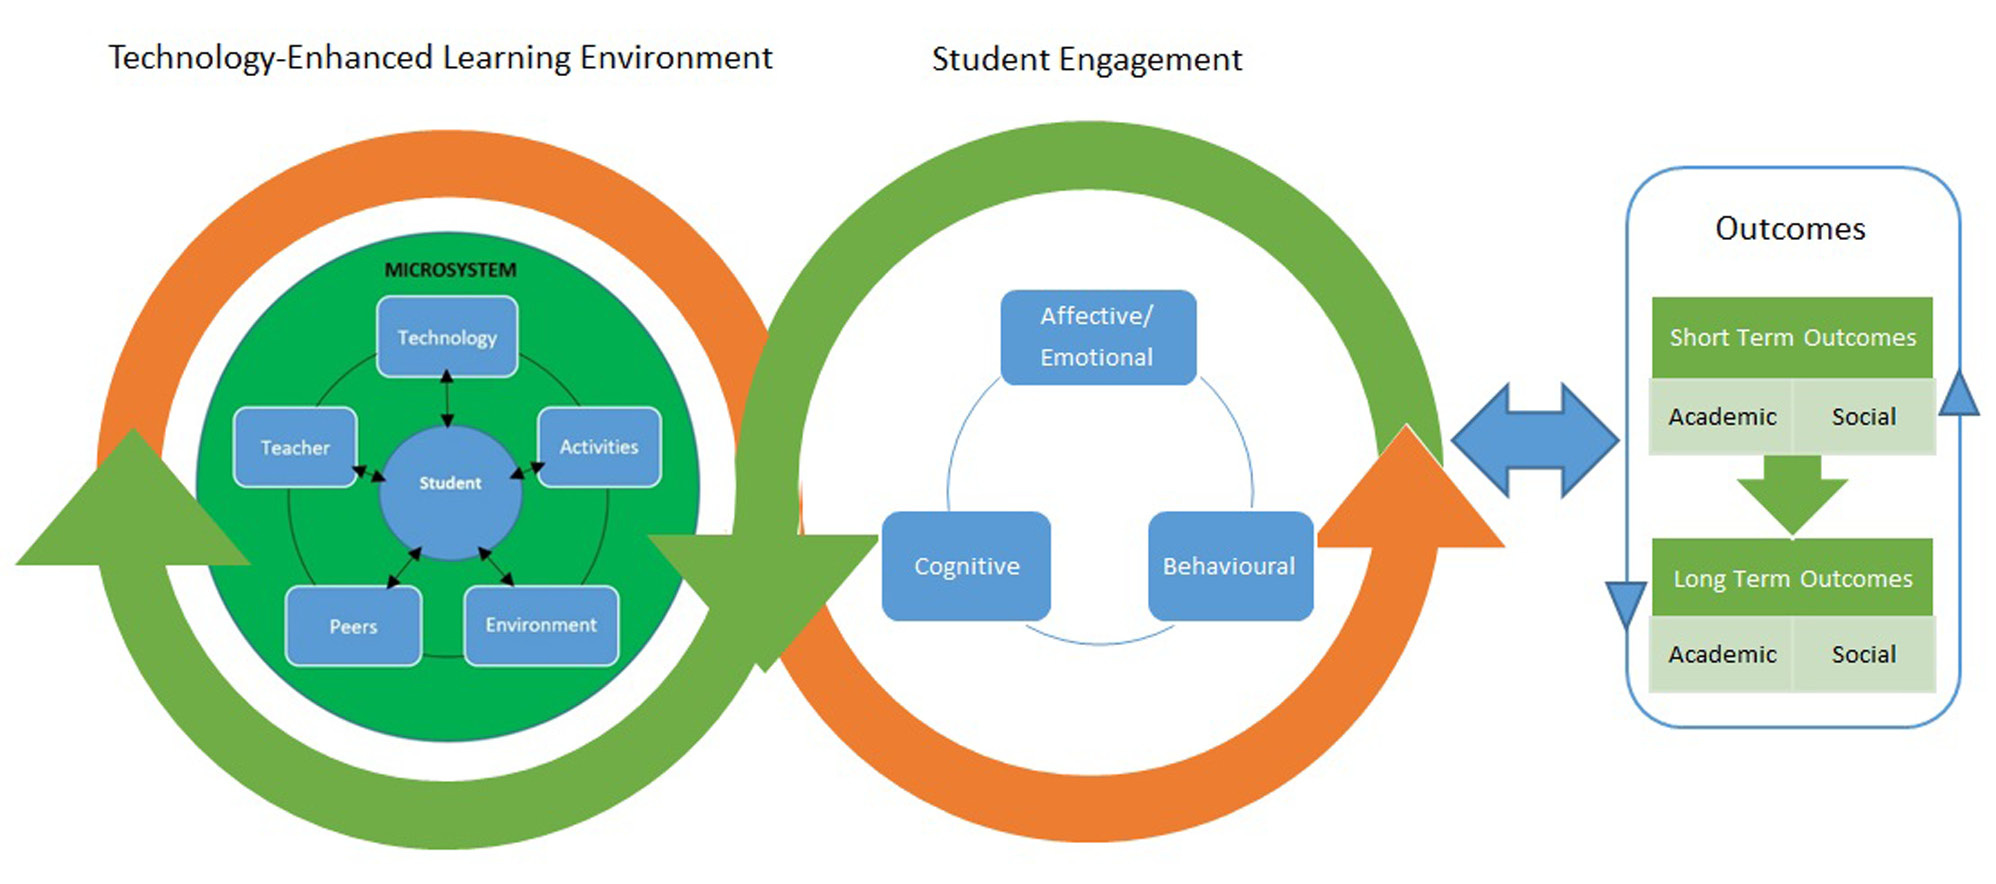 Technology-Enhanced Learning Environment
Student Engagement
MICROSYSTEM
Technology
Teacher
Activities
Student
Peers
Environment
Affective/
Emotional
Cognitive
Behavioural
Outcomes
Short Term Outcomes
Academic
Social
Long Term Outcomes
Academic
Social